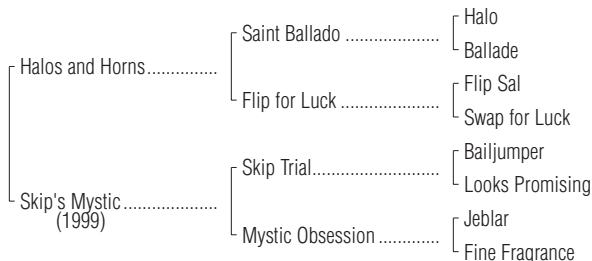 Halo
Saint Ballado ...................
Ballade
Halos and Horns...............
Flip Sal
Flip for Luck ....................
Swap for Luck
Bailjumper
Skip Trial.........................
Looks Promising
Skip's Mystic ....................
(1999)
Jeblar
Mystic Obsession .............
Fine Fragrance